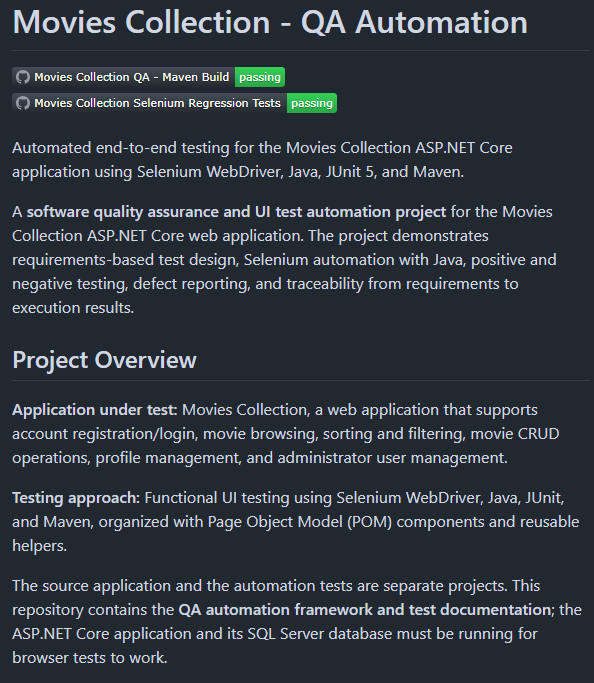 Movies Collection - QA Automation
Movies Collection QA - Maven Build passing
Movies Collection Selenium Regression Tests passing
Automated end-to-end testing for the Movies Collection ASP.NET Core
application using Selenium WebDriver, Java, JUnit 5, and Maven.
A software quality assurance and UI test automation project for the Movies
Collection ASP.NET Core web application. The project demonstrates
requirements-based test design, Selenium automation with Java, positive and
negative testing, defect reporting, and traceability from requirements to
execution results.
Project Overview
Application under test: Movies Collection, a web application that supports
account registration/login, movie browsing, sorting and filtering, movie CRUD
operations, profile management, and administrator user management.
Testing approach: Functional UI testing using Selenium WebDriver, Java, JUnit,
and Maven, organized with Page Object Model (POM) components and reusable
helpers.
The source application and the automation tests are separate projects. This
repository contains the QA automation framework and test documentation; the
ASP.NET Core application and its SQL Server database must be running for
browser tests to work.